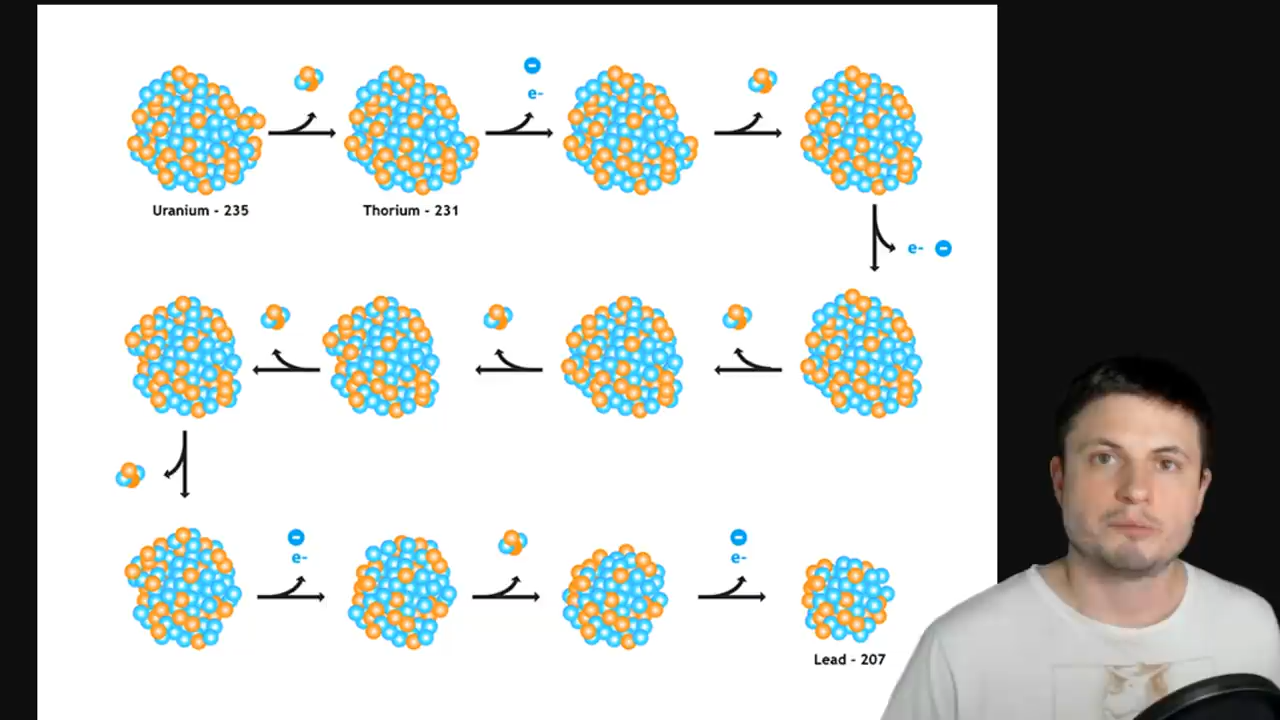 e-
Uranium - 235
Thorium - 231
e-
e-
e-
Lead - 207